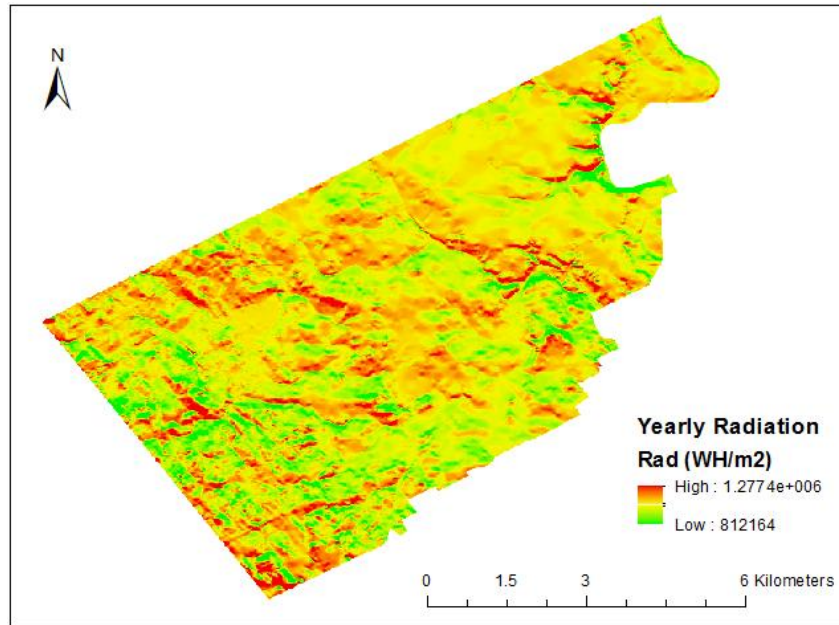 N
Yearly Radiation
Rad (WH/m2)
High : 1.2774e+006
Low : 812164
0 1.5 3 6 Kilometers